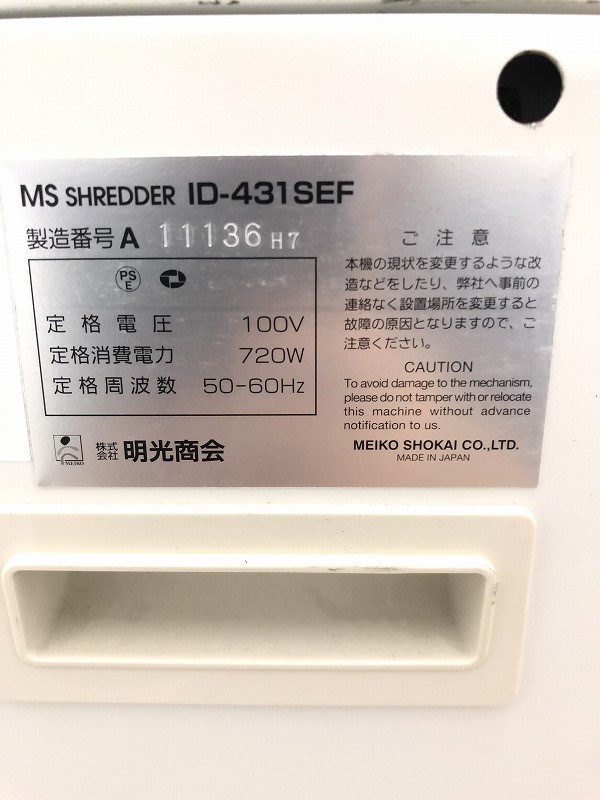 MS SHREDDER ID-431SEF
製造番号 A 11136 H7
PS
E
定格電圧 100V
定格消費電力 720W
定格周波数 50-60Hz
MEIKO
株式
会社 明光商会
ご注意
本機の現状を変更するような改
造などをしたり、弊社へ事前の
連絡なく設置場所を変更すると
故障の原因となりますので、ご
注意ください。
CAUTION
To avoid damage to the mechanism,
please do not tamper with or relocate
this machine without advance
notification to us.
MEIKO SHOKAI CO.,LTD.
MADE IN JAPAN